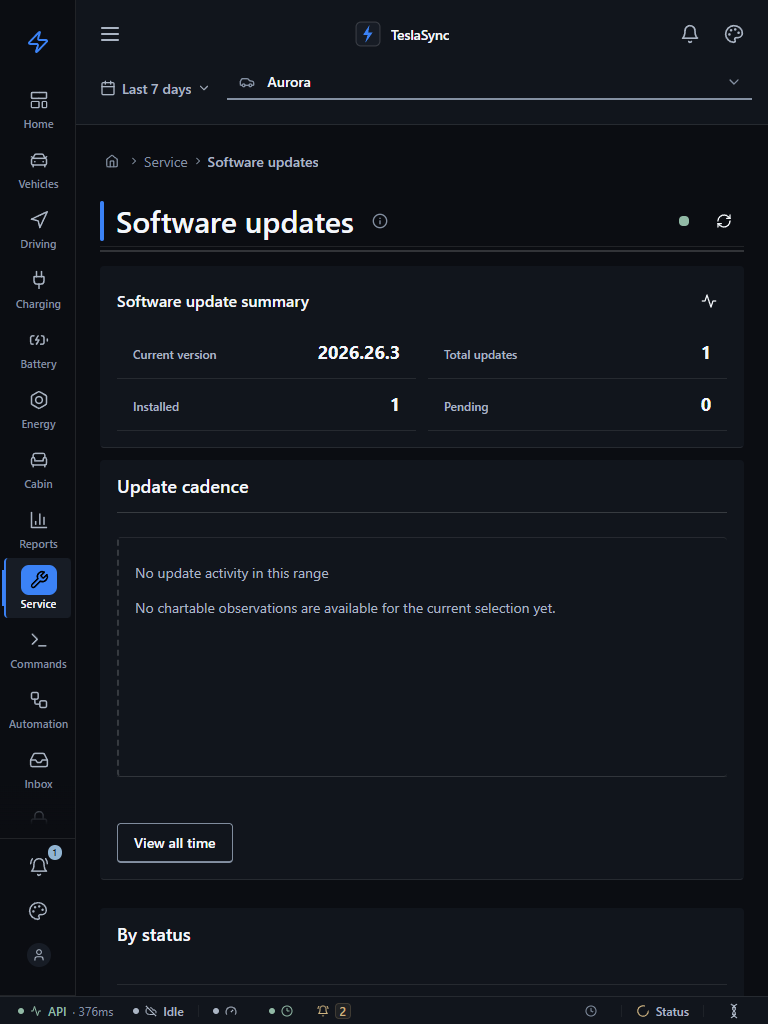 TeslaSync
Last 7 days
Aurora
Home
Vehicles
Driving
Charging
Battery
Energy
Cabin
Reports
Service
Commands
Automation
Inbox
1
Service
Software updates
Software updates
Software update summary
Current version
2026.26.3
Total updates
1
Installed
1
Pending
0
Update cadence
No update activity in this range
No chartable observations are available for the current selection yet.
View all time
By status
API · 376ms
Idle
2
Status